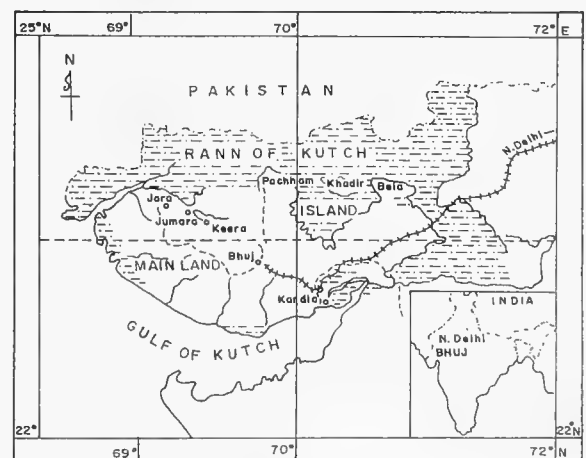 25°N 69° 70° 72° E
N
PAKISTAN
N. Delhi
RANN OF KUTCH
Pachham Khadir Bela
Jara
ISLAND
Jumara
Keera
Bhuj
MAIN LAND
Kandla
INDIA
GULF OF KUTCH
N. Delhi
BHUJ
22° 22°N
69° 70° 72° E